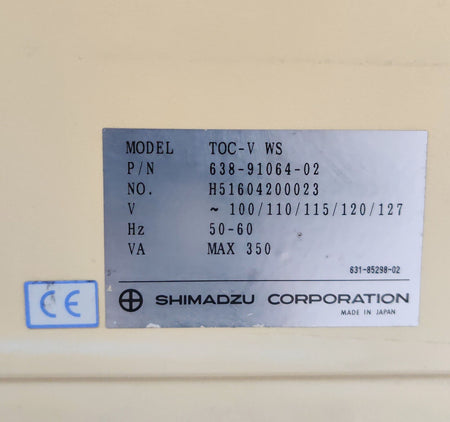 MODEL TOC-V WS
P/N 638-91064-02
NO. H51604200023
V ~ 100/110/115/120/127
Hz 50-60
VA MAX 350
631-85298-02
CE
SHIMADZU CORPORATION
MADE IN JAPAN